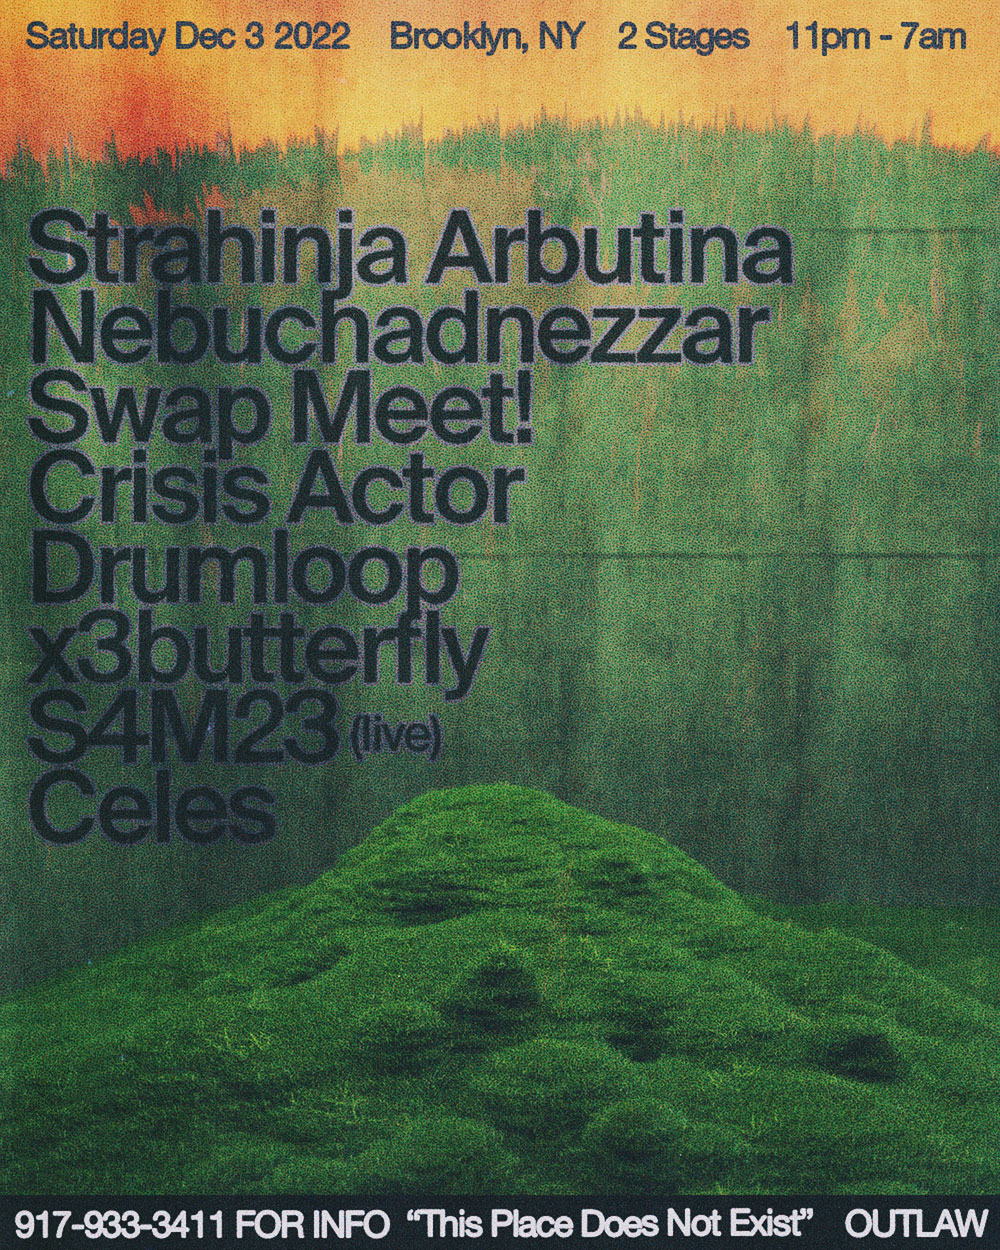 Saturday Dec 3 2022 Brooklyn, NY 2 Stages 11pm - 7am
Strahinja Arbutina
Nebuchadnezzar
Swap Meet!
Crisis Actor
Drumloop
x3butterfly
S4M23 (live)
Celes
917-933-3411 FOR INFO “This Place Does Not Exist” OUTLAW